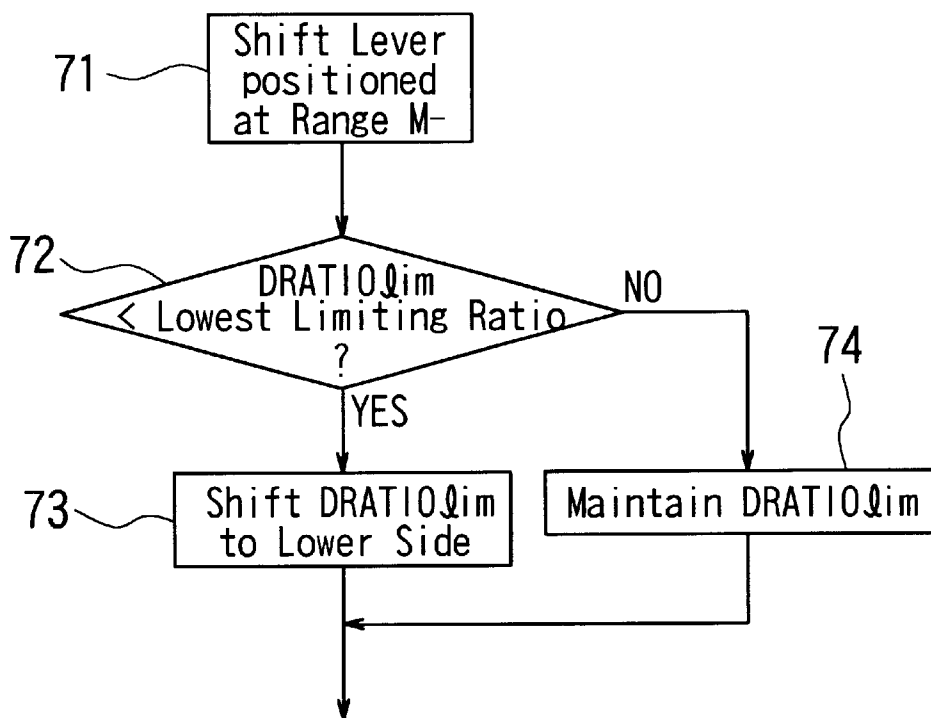 71
Shift Lever
positioned
at Range M-
72
DRATIOlim
< Lowest Limiting Ratio
?
NO
YES
74
73
Shift DRATIOlim
to Lower Side
Maintain DRATIOlim